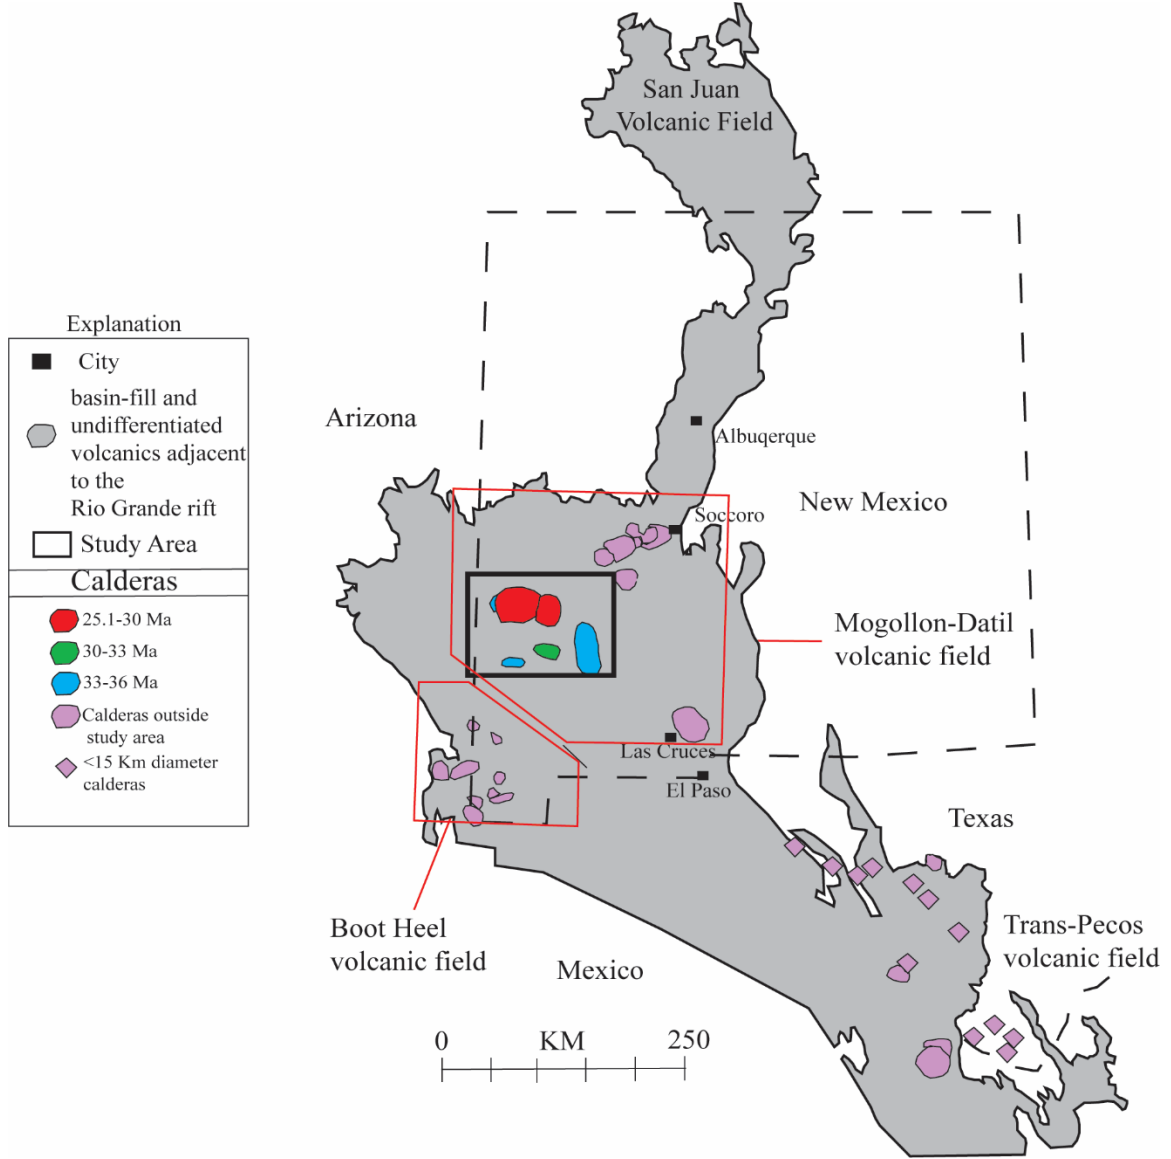 San Juan
Volcanic Field
Explanation
City
basin-fill and
undifferentiated
volcanics adjacent
to the
Rio Grande rift
Study Area
Calderas
25.1-30 Ma
30-33 Ma
33-36 Ma
Calderas outside
study area
<15 Km diameter
calderas
Arizona
Albuqerque
New Mexico
Soccoro
Mogollon-Datil
volcanic field
Las Cruces
El Paso
Texas
Boot Heel
volcanic field
Mexico
Trans-Pecos
volcanic field
0 KM 250